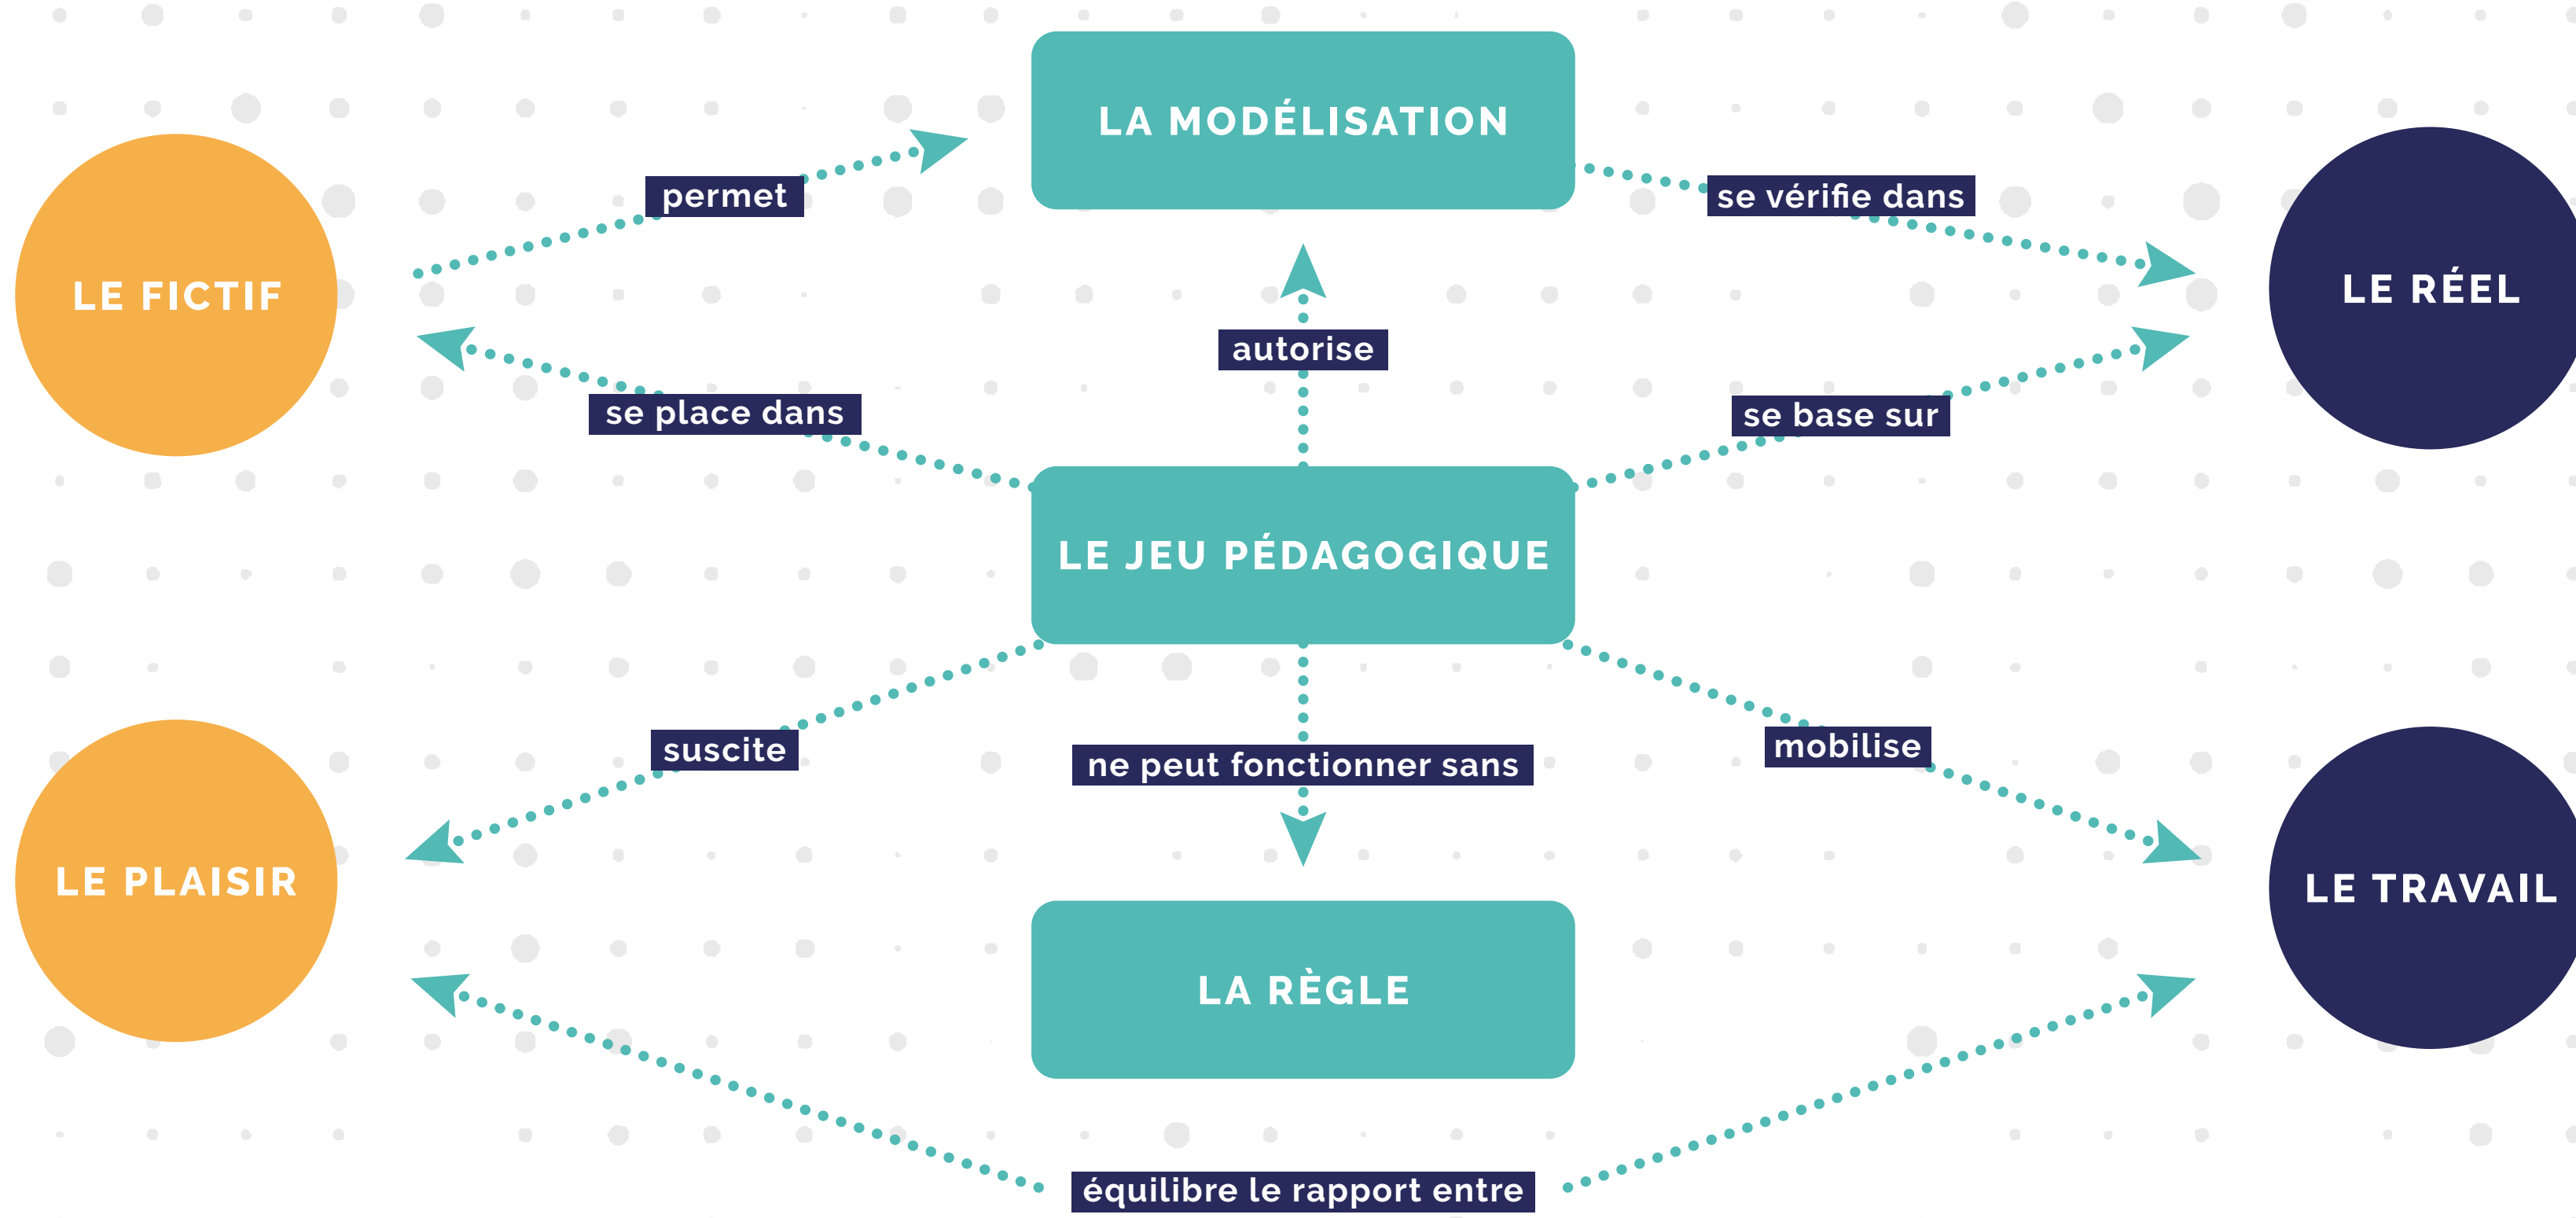 LA MODÉLISATION
permet
se vérifie dans
LE FICTIF
LE RÉEL
autorise
se place dans
se base sur
LE JEU PÉDAGOGIQUE
suscite
ne peut fonctionner sans
mobilise
LE PLAISIR
LE TRAVAIL
LA RÈGLE
équilibre le rapport entre